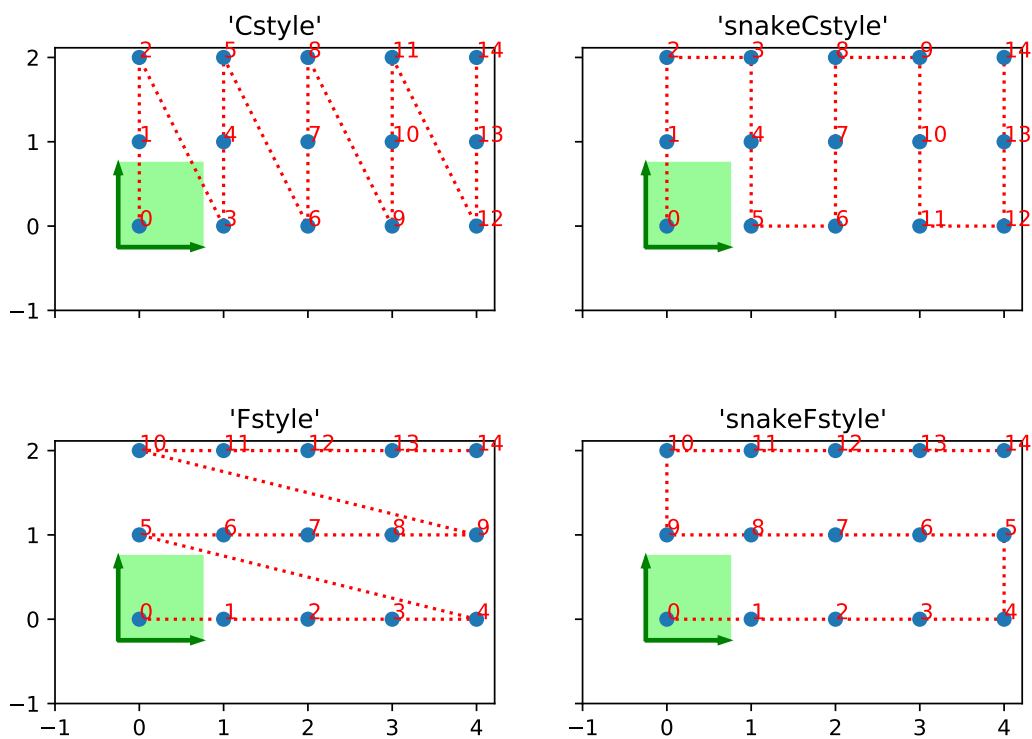 'Cstyle' 'snakeCstyle'
2 2 5 8 11 14 2 3 8 9 14
1 1 4 7 10 13 1 4 7 10 13
0 0 3 6 9 12 0 5 6 11 12
−1
'Fstyle' 'snakeFstyle'
2 10 11 12 13 14 10 11 12 13 14
1 5 6 7 8 9 9 8 7 6 5
0 0 1 2 3 4 0 1 2 3 4
−1
−1 0 1 2 3 4 −1 0 1 2 3 4